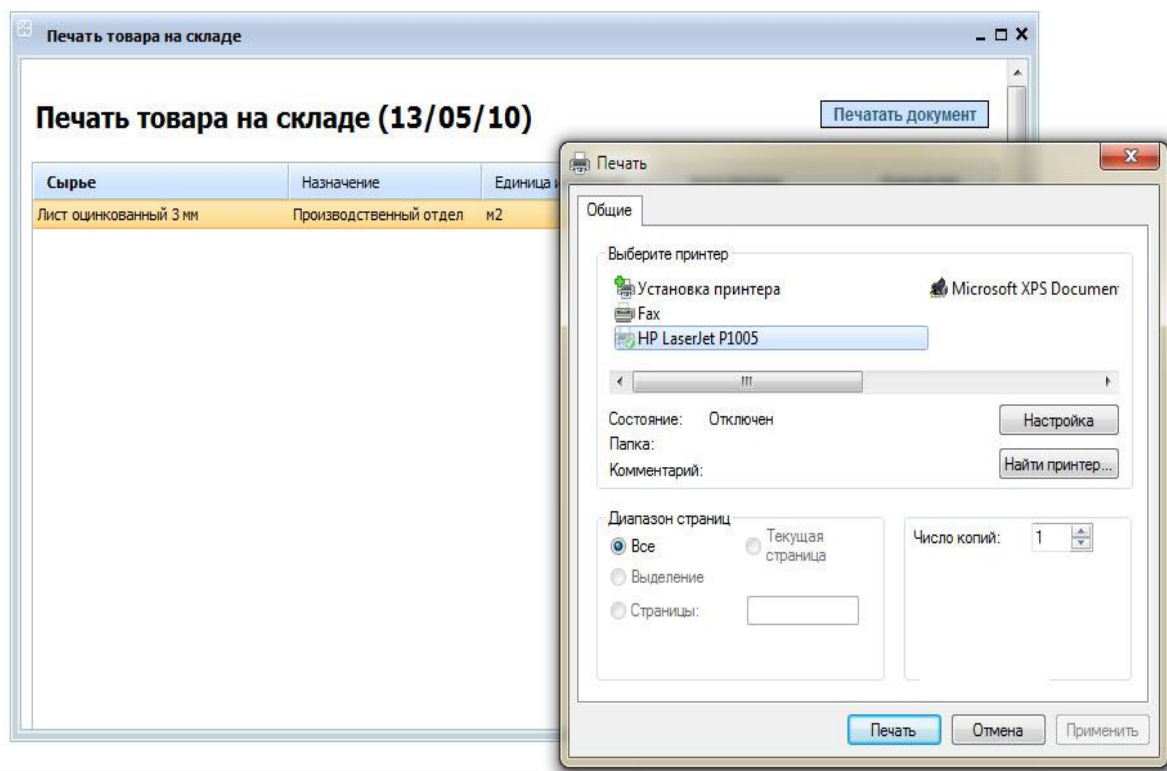 Печать товара на складе
Печать товара на складе (13/05/10)
Печатать документ
Сырье Назначение Единица
Лист оцинкованный 3 мм Производственный отдел м2
Печать
Общие
Выберите принтер
Установка принтера Microsoft XPS Documen
Fax
HP LaserJet P1005
Состояние: Отключен
Настройка
Папка:
Комментарий:
Найти принтер...
Диапазон страниц
Все
Текущая
страница
Выделение
Страницы:
Число копий: 1
Печать Отмена Применить